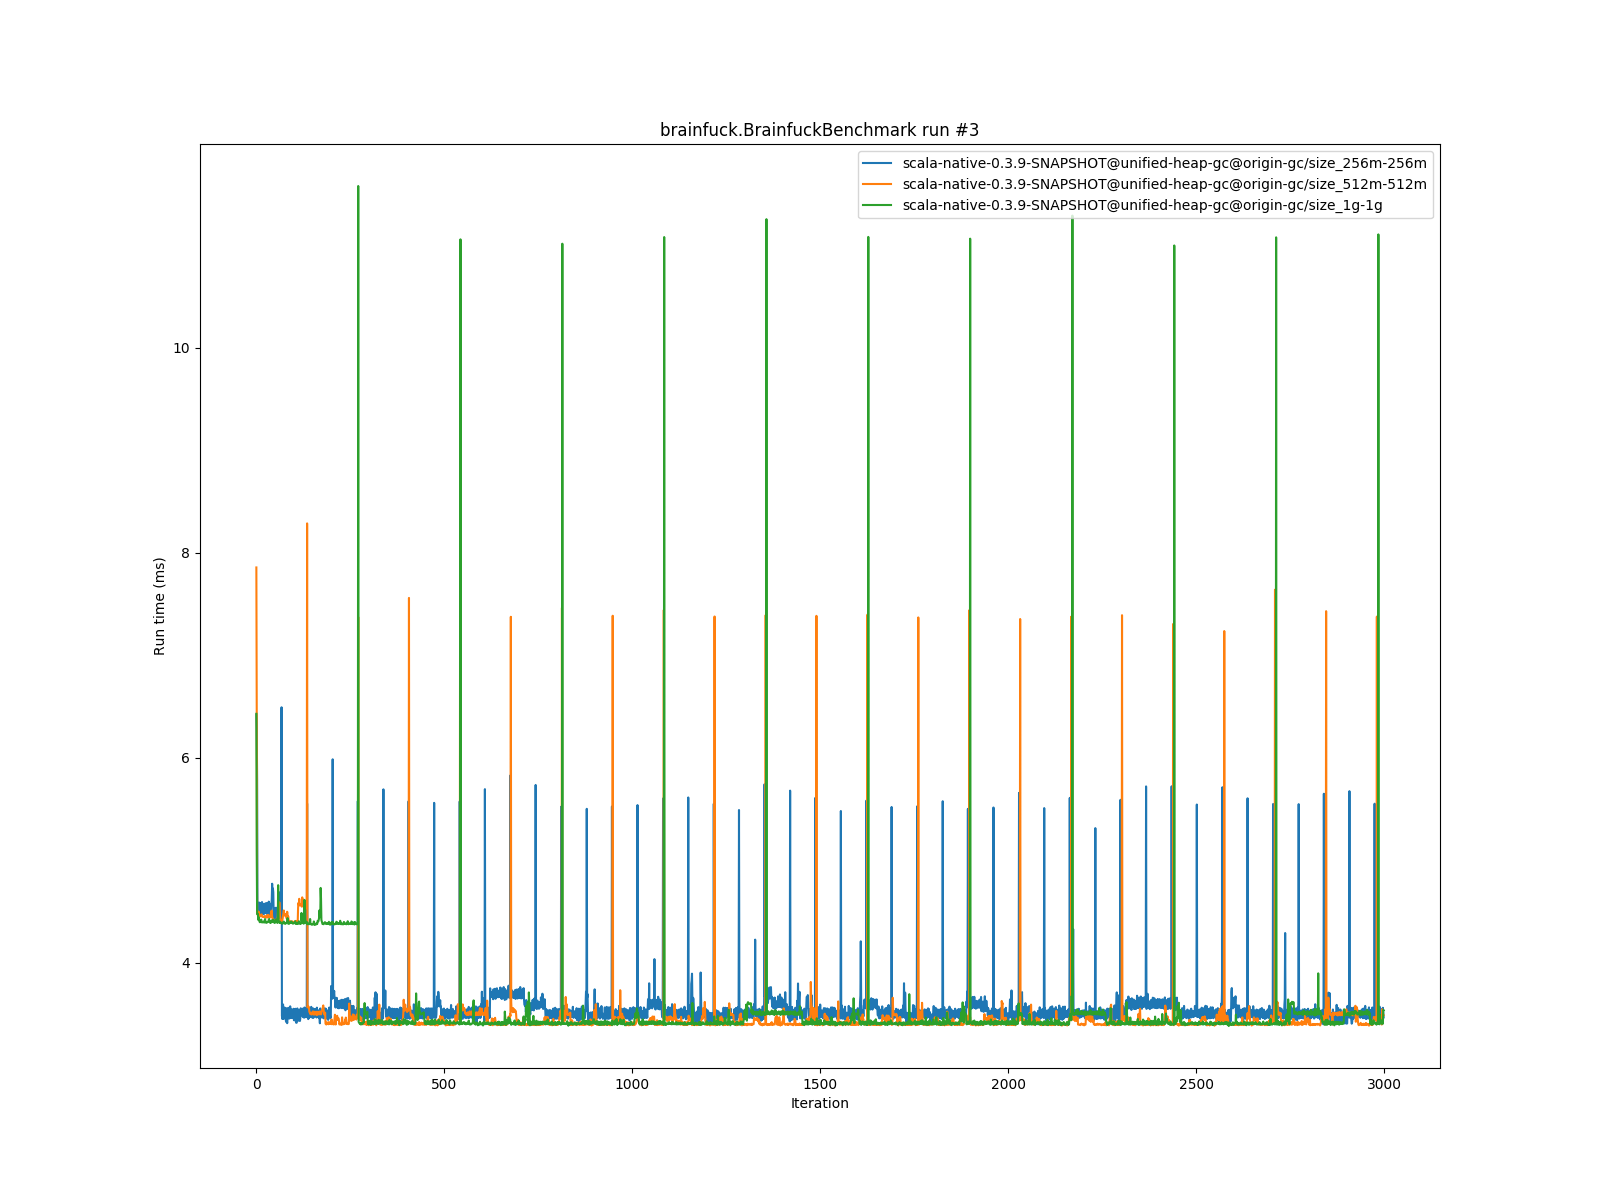 brainfuck.BrainfuckBenchmark run #3
scala-native-0.3.9-SNAPSHOT@unified-heap-gc@origin-gc/size_256m-256m
scala-native-0.3.9-SNAPSHOT@unified-heap-gc@origin-gc/size_512m-512m
scala-native-0.3.9-SNAPSHOT@unified-heap-gc@origin-gc/size_1g-1g
10
8
6
4
Run time (ms)
0 500 1000 1500 2000 2500 3000
Iteration